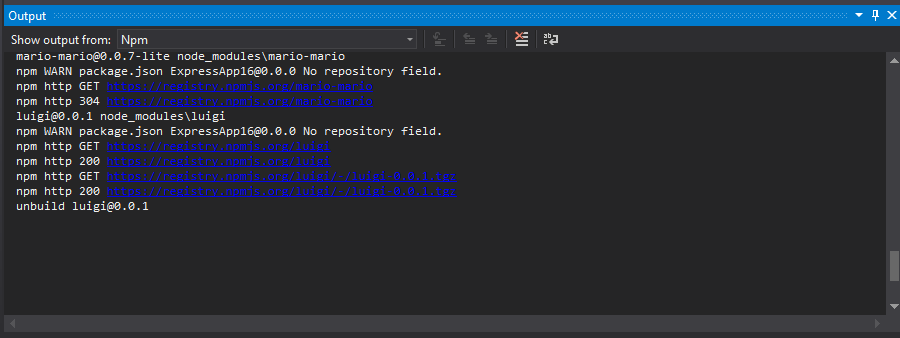 Output
Show output from: Npm
mario-mario@0.0.7-lite node_modules\mario-mario
npm WARN package.json ExpressApp16@0.0.0 No repository field.
npm http GET https://registry.npmjs.org/mario-mario
npm http 304 https://registry.npmjs.org/mario-mario
luigi@0.0.1 node_modules\luigi
npm WARN package.json ExpressApp16@0.0.0 No repository field.
npm http GET https://registry.npmjs.org/luigi
npm http 200 https://registry.npmjs.org/luigi
npm http GET https://registry.npmjs.org/luigi/-/luigi-0.0.1.tgz
npm http 200 https://registry.npmjs.org/luigi/-/luigi-0.0.1.tgz
unbuild luigi@0.0.1